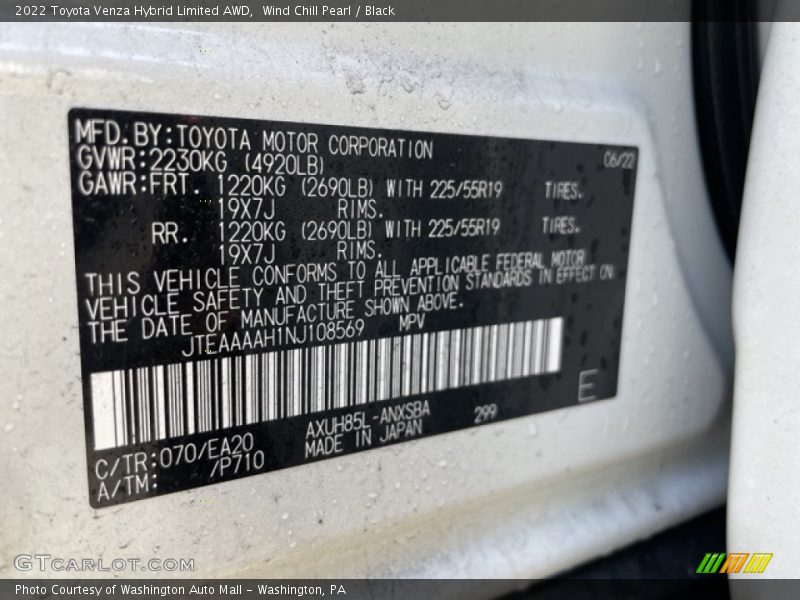 2022 Toyota Venza Hybrid Limited AWD,  Wind Chill Pearl / Black
MFD. BY: TOYOTA MOTOR CORPORATION 06/22
GVWR: 2230KG (4920LB)
GAWR: FRT. 1220KG (2690LB) WITH 225/55R19 TIRES.
19X7J RIMS.
RR. 1220KG (2690LB) WITH 225/55R19 TIRES.
19X7J RIMS.
THIS VEHICLE CONFORMS TO ALL APPLICABLE FEDERAL MOTOR
VEHICLE SAFETY AND THEFT PREVENTION STANDARDS IN EFFECT ON
THE DATE OF MANUFACTURE SHOWN ABOVE.
JTEAAAAH1NJ108569 MPV
E
C/TR: 070/EA20 AXUH85L-ANXSBA 299
A/TM: /P710 MADE IN JAPAN
GTcarlot.com
Photo Courtesy of Washington Auto Mall - Washington, PA